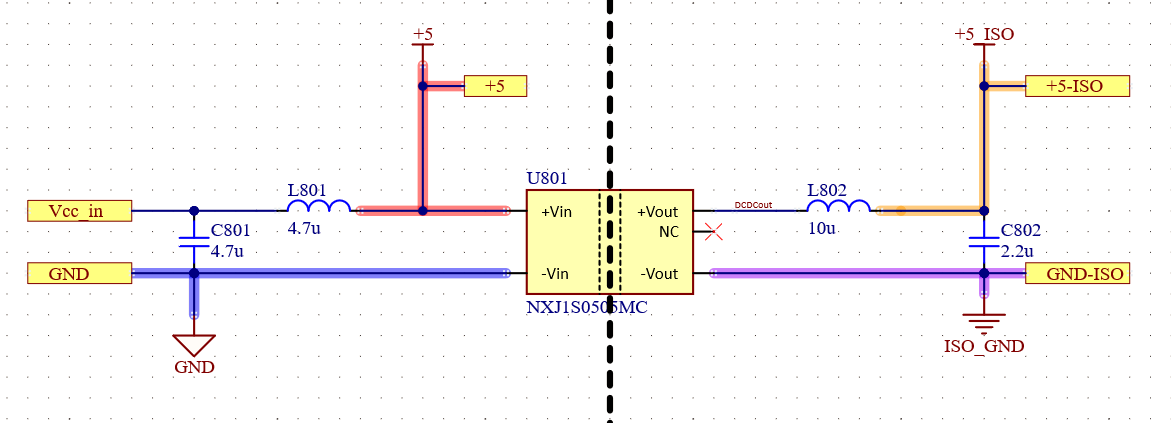 +5
+5_ISO
+5
+5-ISO
U801
L801
L802
Vcc_in
+Vin
+Vout
DCDCout
4.7u
10u
NC
C801
4.7u
C802
2.2u
GND
-Vin
-Vout
GND-ISO
NXJ1S0505MC
GND
ISO_GND